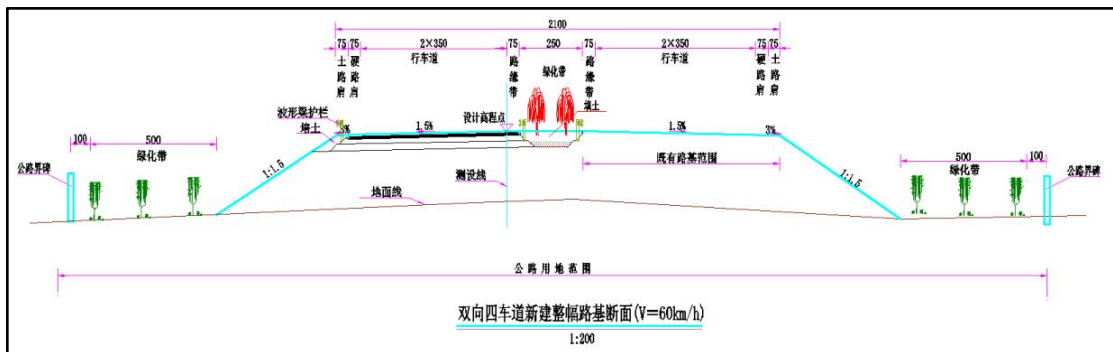 2100
75 75 2×350 75 250 75 2×350 75 75
土路肩
硬路肩
行车道
路缘带
绿化带
路缘带
行车道
硬路肩
土路肩
波形梁护栏
培土
培土
设计高程点
3% 1.5% 1.5% 3%
100 500 500 100
绿化带
绿化带
公路界碑
公路界碑
1:1.5
1:1.5
既有路基范围
地面线
测设线
公路用地范围
双向四车道新建整幅路基断面(V=60km/h)
1:200